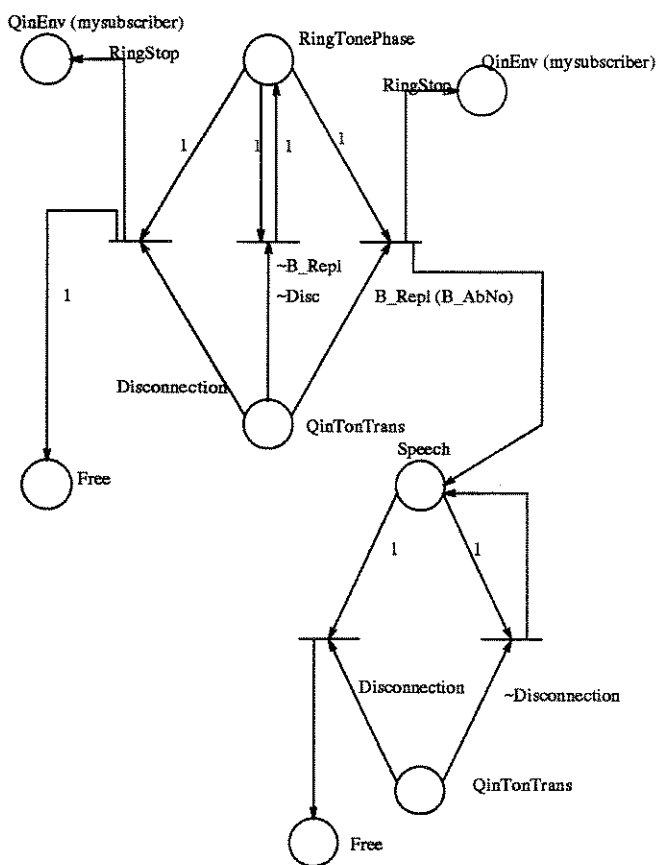 QinEnv (mysubscriber)
RingStop
RingTonePhase
QinEnv (mysubscriber)
RingStop
1
1
1
1
~B_Repl
~Disc
B_Repl (B_AbNo)
1
Disconnection
QinTonTrans
Free
Speech
1
1
Disconnection
~Disconnection
QinTonTrans
Free